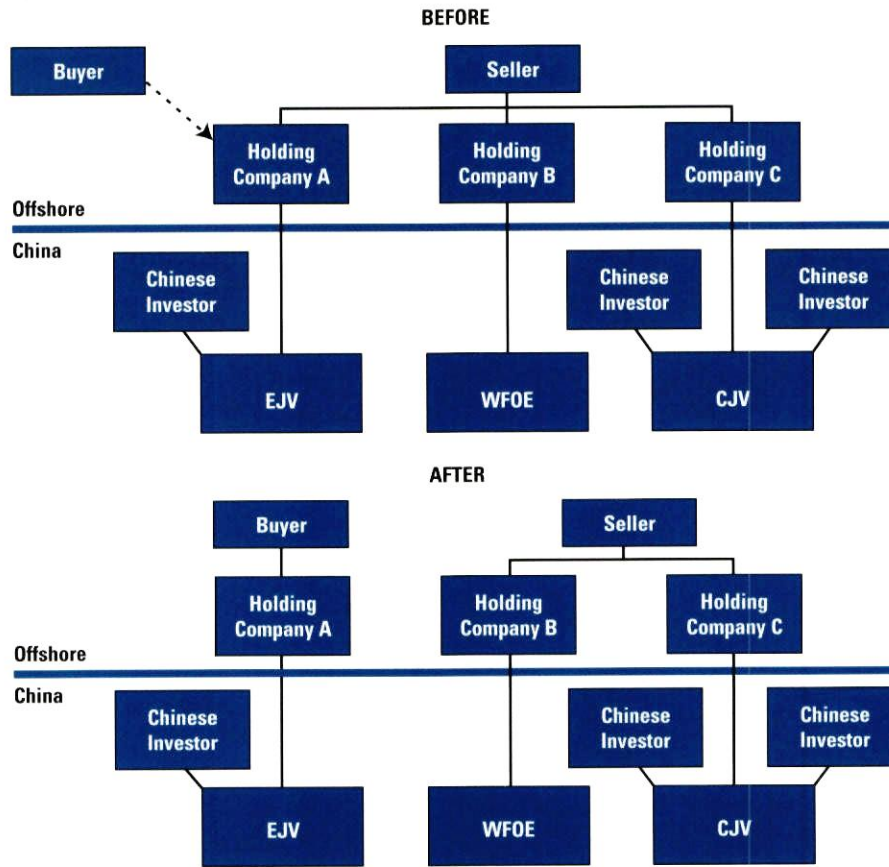 BEFORE
Buyer
Seller
Holding
Company A
Holding
Company B
Holding
Company C
Offshore
China
Chinese
Investor
Chinese
Investor
Chinese
Investor
EJV
WFOE
CJV
AFTER
Buyer
Seller
Holding
Company A
Holding
Company B
Holding
Company C
Offshore
China
Chinese
Investor
Chinese
Investor
Chinese
Investor
EJV
WFOE
CJV